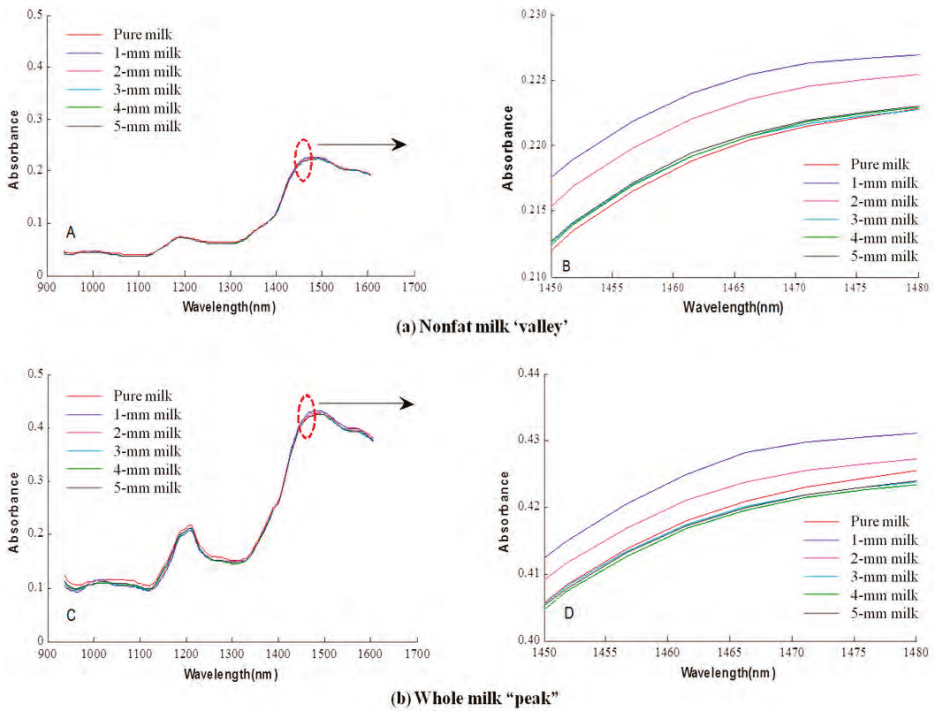 0.5
0.4
0.3
0.2
0.1
0
Absorbance
Pure milk
1-mm milk
2-mm milk
3-mm milk
4-mm milk
5-mm milk
A
900 1000 1100 1200 1300 1400 1500 1600 1700
Wavelength(nm)
0.230
0.225
0.220
0.215
0.210
Absorbance
Pure milk
1-mm milk
2-mm milk
3-mm milk
4-mm milk
5-mm milk
B
1450 1455 1460 1465 1470 1475 1480
Wavelength(nm)
(a) Nonfat milk ‘valley’
0.5
0.4
0.3
0.2
0.1
0
Absorbance
Pure milk
1-mm milk
2-mm milk
3-mm milk
4-mm milk
5-mm milk
C
900 1000 1100 1200 1300 1400 1500 1600 1700
Wavelength(nm)
0.44
0.43
0.42
0.41
0.40
Absorbance
Pure milk
1-mm milk
2-mm milk
3-mm milk
4-mm milk
5-mm milk
D
1450 1455 1460 1465 1470 1475 1480
Wavelength(nm)
(b) Whole milk “peak”